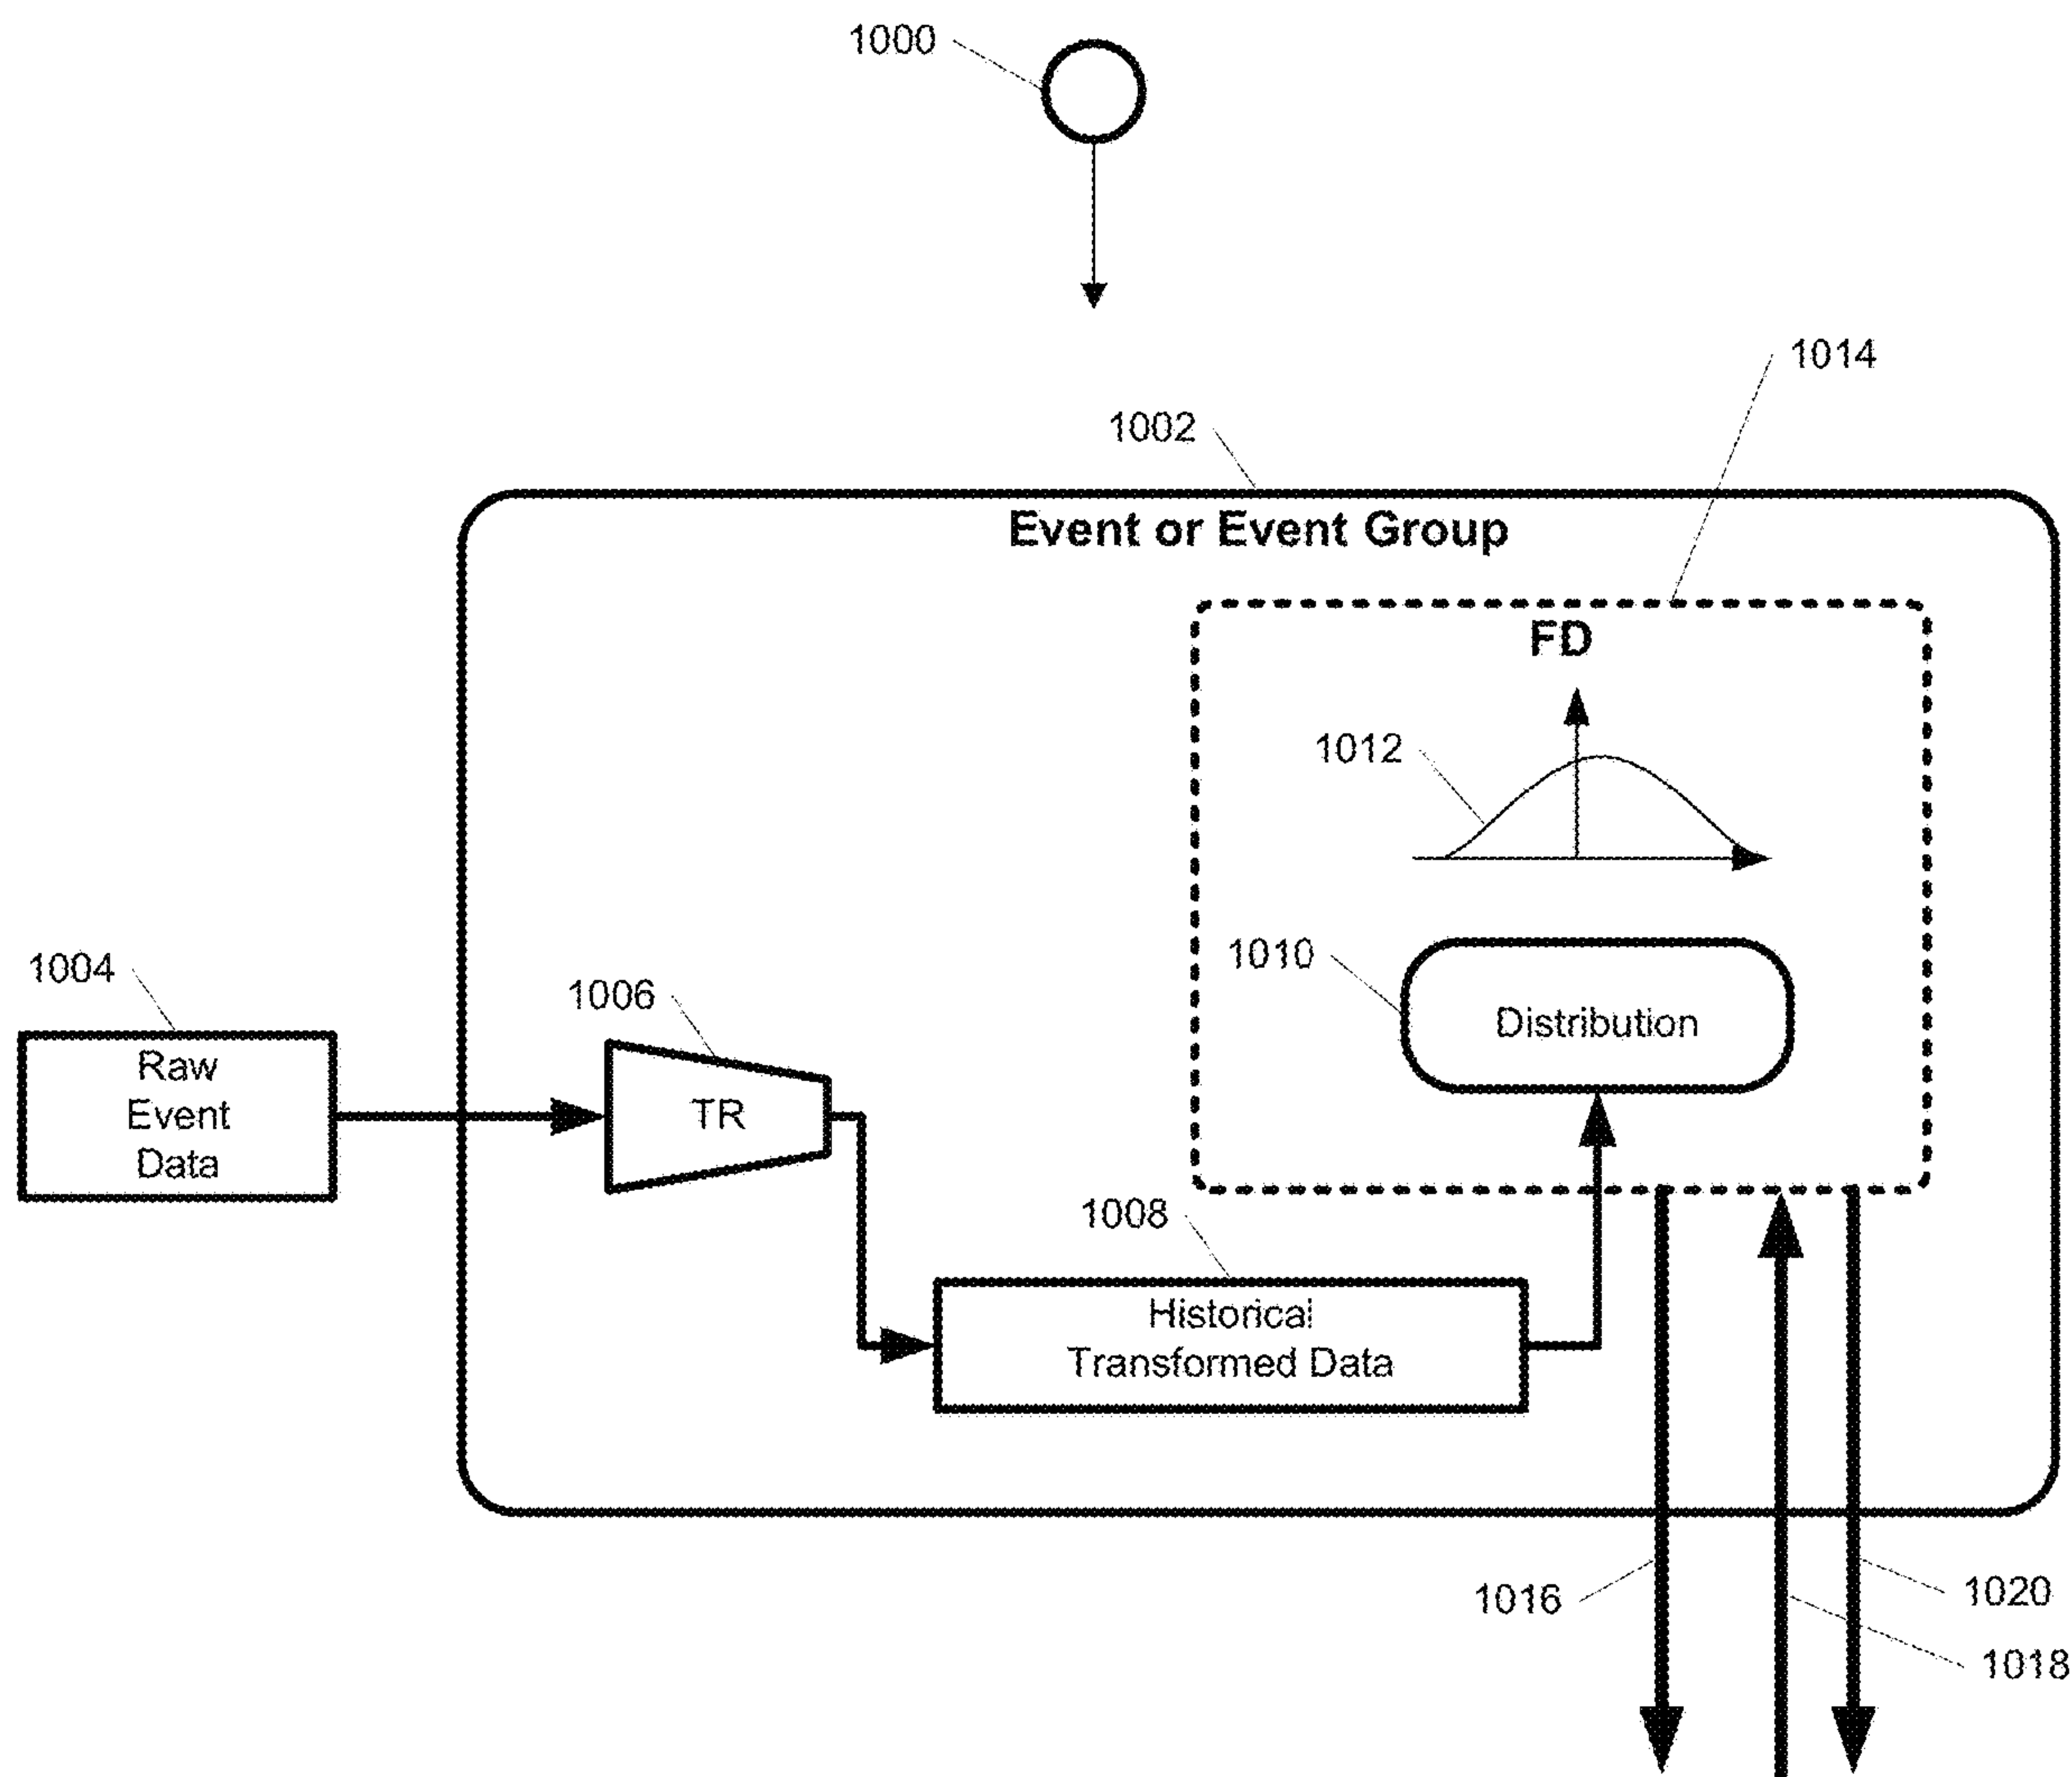 1000
1014
1002
Event or Event Group
FD
1012
1004
1006
1010
Raw
Event
Data
TR
Distribution
1008
Historical
Transformed Data
1016
1020
1018